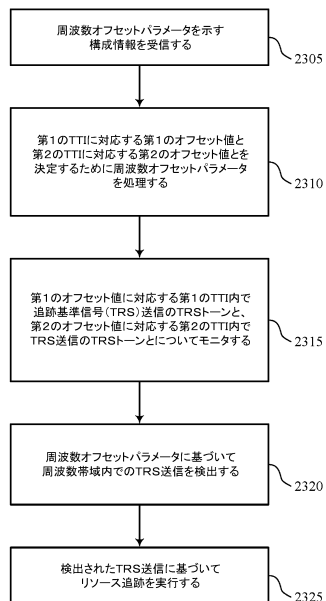 周波数オフセットパラメータを示す
構成情報を受信する
2305
第1のTTIに対応する第1のオフセット値と
第2のTTIに対応する第2のオフセット値とを
決定するために周波数オフセットパラメータ
を処理する
2310
第1のオフセット値に対応する第1のTTI内で
追跡基準信号(TRS)送信のTRSトーンと、
第2のオフセット値に対応する第2のTTI内で
TRS送信のTRSトーンとについてモニタする
2315
周波数オフセットパラメータに基づいて
周波数帯域内でのTRS送信を検出する
2320
検出されたTRS送信に基づいて
リソース追跡を実行する
2325